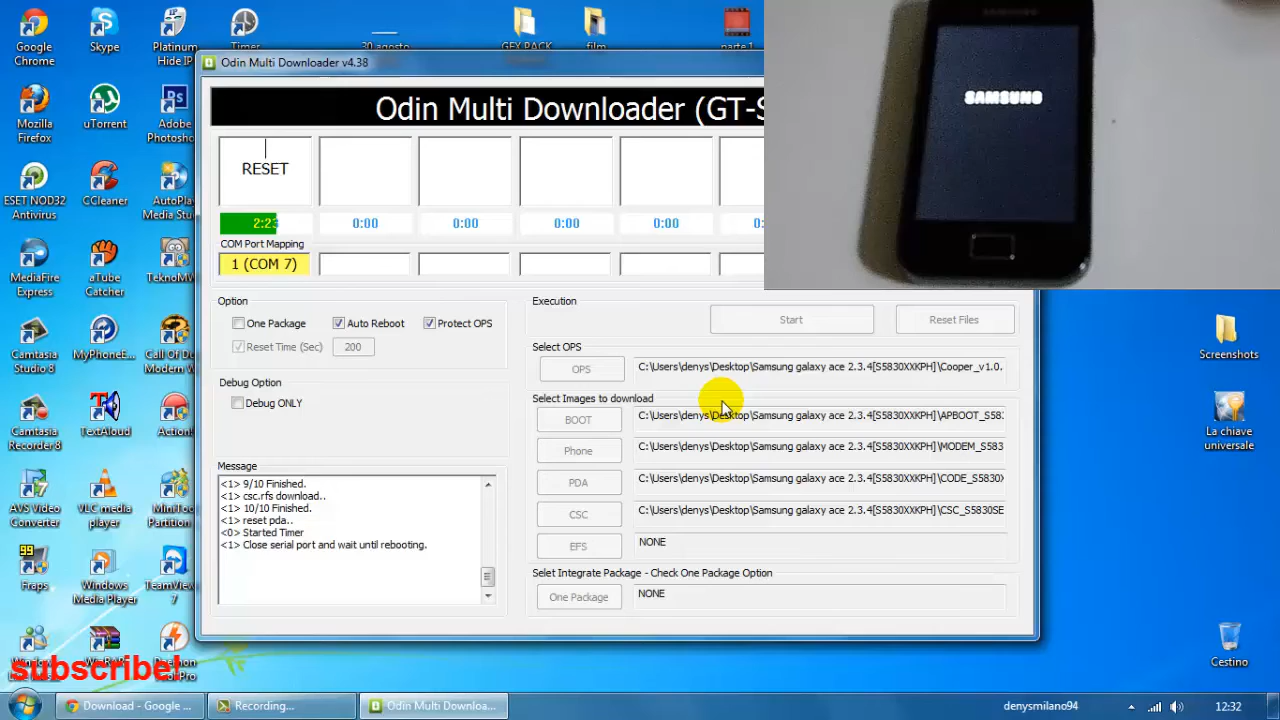 Google
Chrome
Skype
Platinum
Hide IP
Timer
30 agosto
GFX PACK
film
parte 1
Mozilla
Firefox
uTorrent
Adobe
Photosho...
ESET NOD32
Antivirus
CCleaner
AutoPlay
Media Stu...
MediaFire
Express
aTube
Catcher
TeknoMW...
Camtasia
Studio 8
MyPhoneE...
Call Of De...
Camtasia
Recorder 8
TextAloud
Action!
AVS Video
Converter
VLC media
player
MiniTool
Partition ...
99
Fraps
Windows
Media Player
TeamView...
7
WinRAR
Screenshots
La chiave
universale
Cestino
Odin Multi Downloader v4.38
Odin Multi Downloader (GT-S
SAMSUNG
RESET
2:23
0:00
0:00
0:00
0:00
COM Port Mapping
1 (COM 7)
Option
One Package
Auto Reboot
Protect OPS
Reset Time (Sec)
200
Debug Option
Debug ONLY
Message
<1> 9/10 Finished.
<1> csc.rfs download..
<1> 10/10 Finished.
<1> reset pda..
<0> Started Timer
<1> Close serial port and wait until rebooting.
Execution
Start
Reset Files
Select OPS
OPS
C:\Users\denys\Desktop\Samsung galaxy ace 2.3.4[S5830XXKPH]\Cooper_v1.0.
Select Images to download
BOOT
C:\Users\denys\Desktop\Samsung galaxy ace 2.3.4[S5830XXKPH]\APBOOT_S58
Phone
C:\Users\denys\Desktop\Samsung galaxy ace 2.3.4[S5830XXKPH]\MODEM_S583
PDA
C:\Users\denys\Desktop\Samsung galaxy ace 2.3.4[S5830XXKPH]\CODE_S5830
CSC
C:\Users\denys\Desktop\Samsung galaxy ace 2.3.4[S5830XXKPH]\CSC_S5830SE
EFS
NONE
Selet Integrate Package - Check One Package Option
One Package
NONE
subscribe!
Download - Google ...
Recording...
Odin Multi Downloa...
denysmilano94
12:32